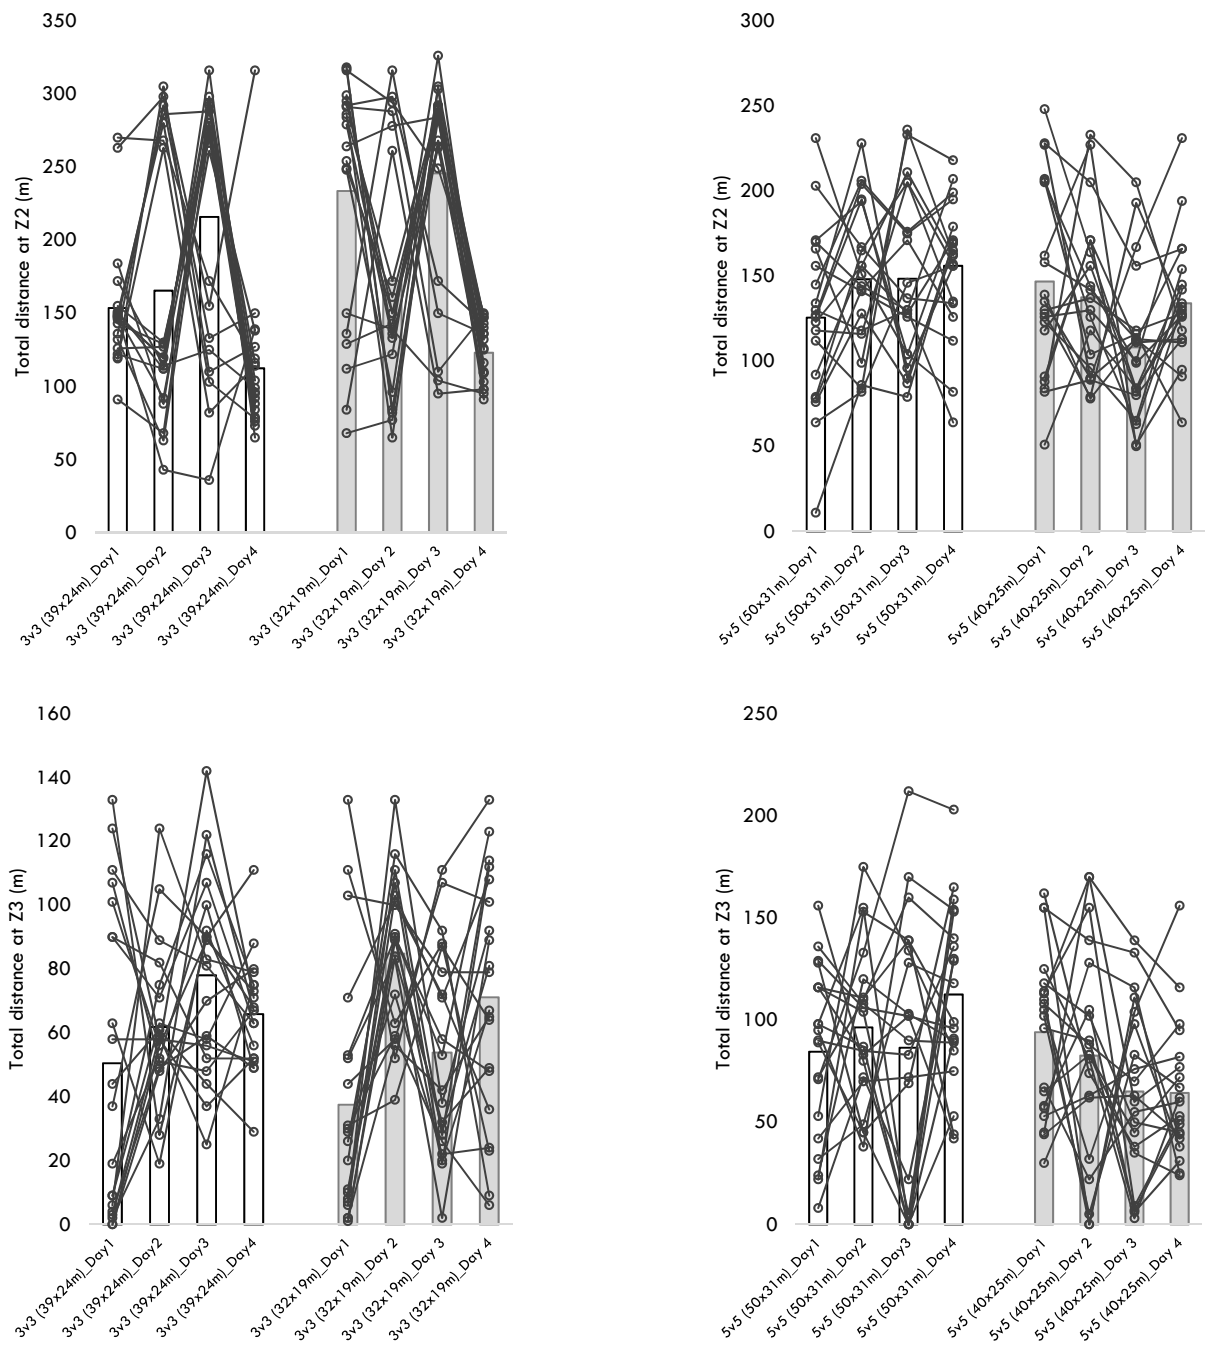 350
300
250
200
150
100
50
0
Total distance at Z2 (m)
3v3 (39x24m)_Day1
3v3 (39x24m)_Day2
3v3 (39x24m)_Day3
3v3 (39x24m)_Day4
3v3 (32x19m)_Day1
3v3 (32x19m)_Day 2
3v3 (32x19m)_Day 3
3v3 (32x19m)_Day 4
300
250
200
150
100
50
0
Total distance at Z2 (m)
5v5 (50x31m)_Day1
5v5 (50x31m)_Day2
5v5 (50x31m)_Day3
5v5 (50x31m)_Day4
5v5 (40x25m)_Day1
5v5 (40x25m)_Day 2
5v5 (40x25m)_Day 3
5v5 (40x25m)_Day 4
160
140
120
100
80
60
40
20
0
Total distance at Z3 (m)
3v3 (39x24m)_Day1
3v3 (39x24m)_Day2
3v3 (39x24m)_Day3
3v3 (39x24m)_Day4
3v3 (32x19m)_Day1
3v3 (32x19m)_Day 2
3v3 (32x19m)_Day 3
3v3 (32x19m)_Day 4
250
200
150
100
50
0
Total distance at Z3 (m)
5v5 (50x31m)_Day1
5v5 (50x31m)_Day2
5v5 (50x31m)_Day3
5v5 (50x31m)_Day4
5v5 (40x25m)_Day1
5v5 (40x25m)_Day 2
5v5 (40x25m)_Day 3
5v5 (40x25m)_Day 4